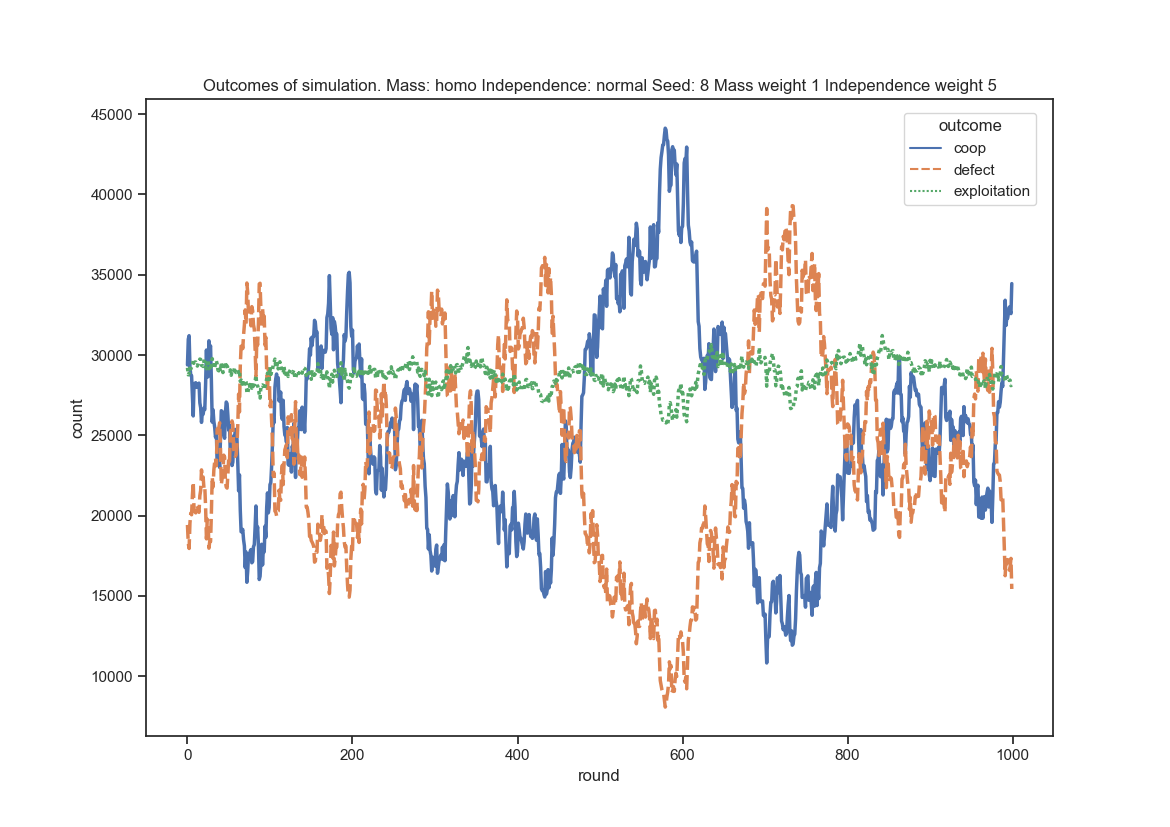 Outcomes of simulation. Mass: homo Independence: normal Seed: 8 Mass weight 1 Independence weight 5
45000
40000
35000
30000
25000
20000
15000
10000
count
outcome
coop
defect
exploitation
0
200
400
600
800
1000
round